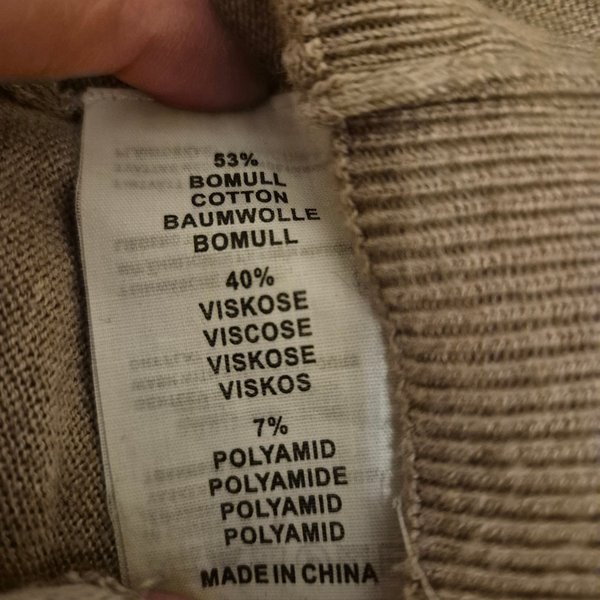 53%
BOMULL
COTTON
BAUMWOLLE
BOMULL
40%
VISKOSE
VISCOSE
VISKOSE
VISKOS
7%
POLYAMID
POLYAMIDE
POLYAMID
POLYAMID
MADE IN CHINA